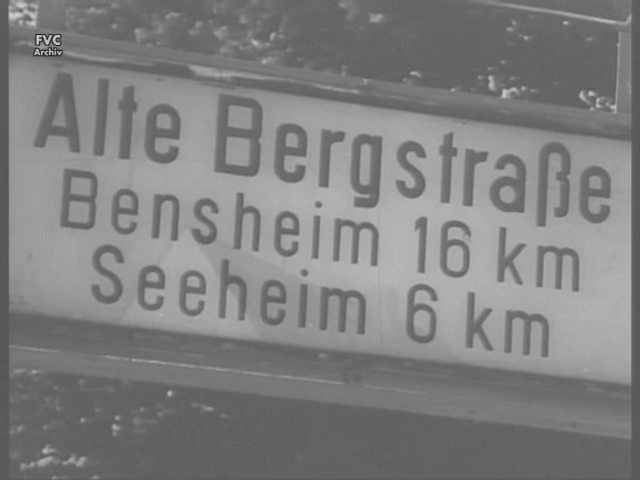 FVC
Archiv
Alte Bergstraße
Bensheim 16 km
Seeheim 6 km